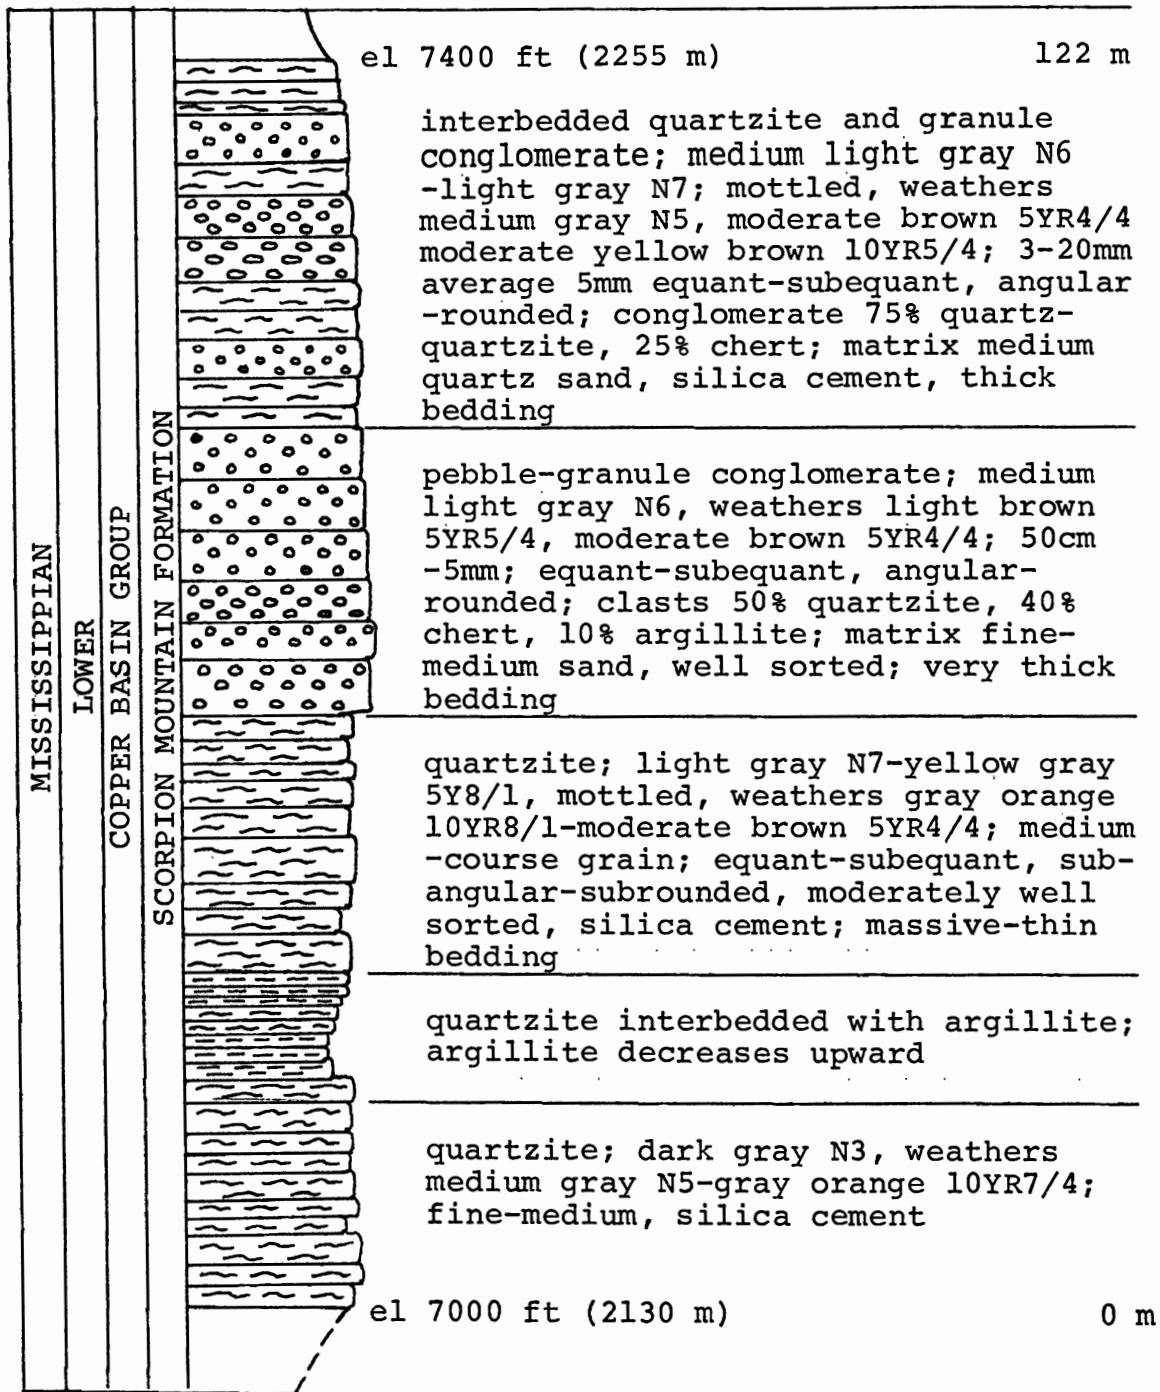 MISSISSIPPIAN
LOWER
COPPER BASIN GROUP
SCORPION MOUNTAIN FORMATION
el 7400 ft (2255 m) 122 m
interbedded quartzite and granule
conglomerate; medium light gray N6
-light gray N7; mottled, weathers
medium gray N5, moderate brown 5YR4/4
moderate yellow brown 10YR5/4; 3-20mm
average 5mm equant-subequant, angular
-rounded; conglomerate 75% quartz-
quartzite, 25% chert; matrix medium
quartz sand, silica cement, thick
bedding
pebble-granule conglomerate; medium
light gray N6, weathers light brown
5YR5/4, moderate brown 5YR4/4; 50cm
-5mm; equant-subequant, angular-
rounded; clasts 50% quartzite, 40%
chert, 10% argillite; matrix fine-
medium sand, well sorted; very thick
bedding
quartzite; light gray N7-yellow gray
5Y8/1, mottled, weathers gray orange
10YR8/1-moderate brown 5YR4/4; medium
-course grain; equant-subequant, sub-
angular-subrounded, moderately well
sorted, silica cement; massive-thin
bedding
quartzite interbedded with argillite;
argillite decreases upward
quartzite; dark gray N3, weathers
medium gray N5-gray orange 10YR7/4;
fine-medium, silica cement
el 7000 ft (2130 m) 0 m